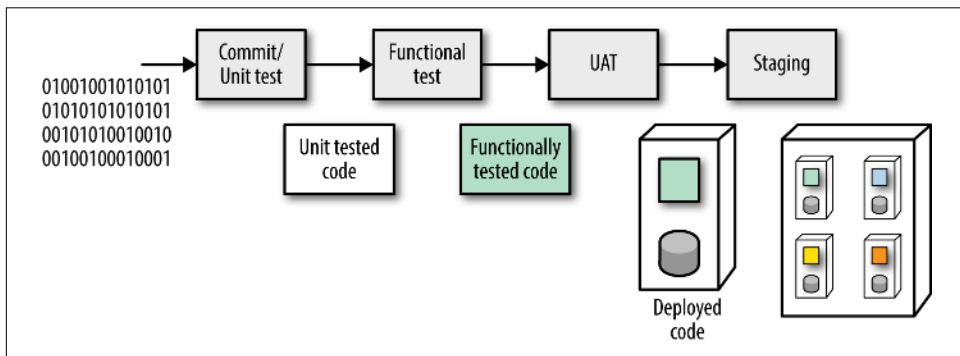 Commit/
Unit test
Functional
test
UAT
Staging
01001001010101
01010101010101
00101010010010
00100100010001
Unit tested
code
Functionally
tested code
Deployed
code